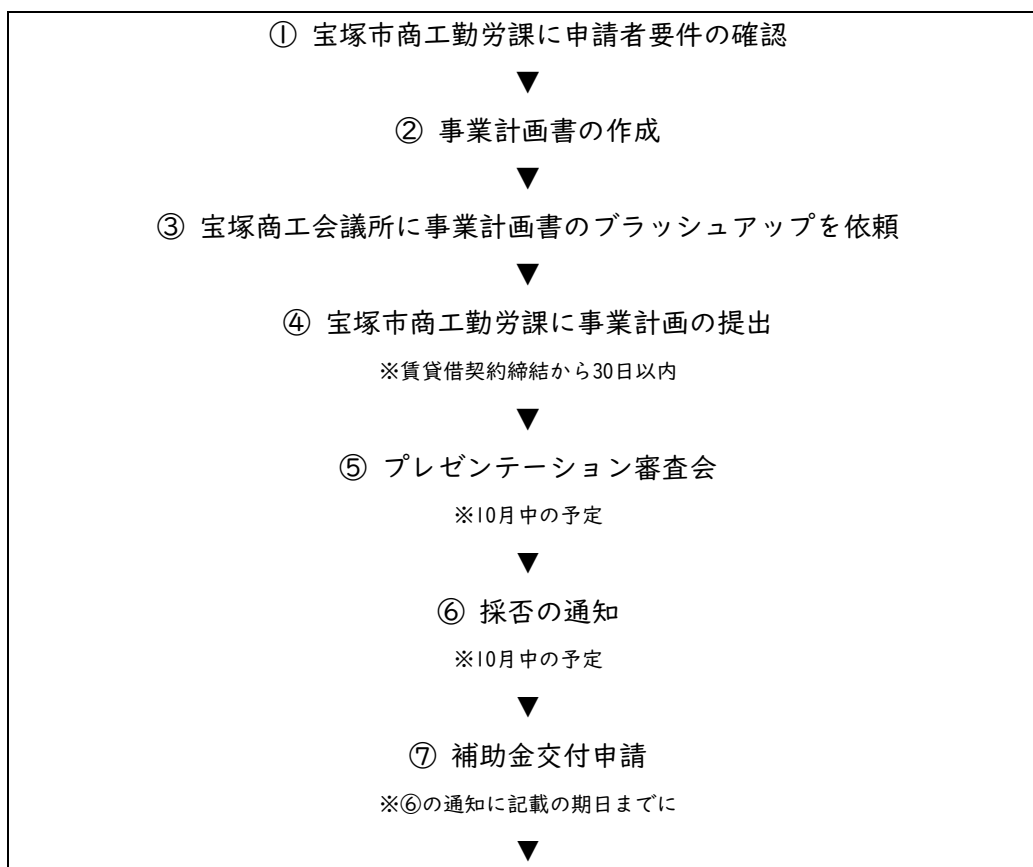 ① 宝塚市商工勤労課に申請者要件の確認
▼
② 事業計画書の作成
▼
③ 宝塚商工会議所に事業計画書のブラッシュアップを依頼
▼
④ 宝塚市商工勤労課に事業計画の提出
※賃貸借契約締結から30日以内
▼
⑤ プレゼンテーション審査会
※10月中の予定
▼
⑥ 採否の通知
※10月中の予定
▼
⑦ 補助金交付申請
※⑥の通知に記載の期日までに
▼